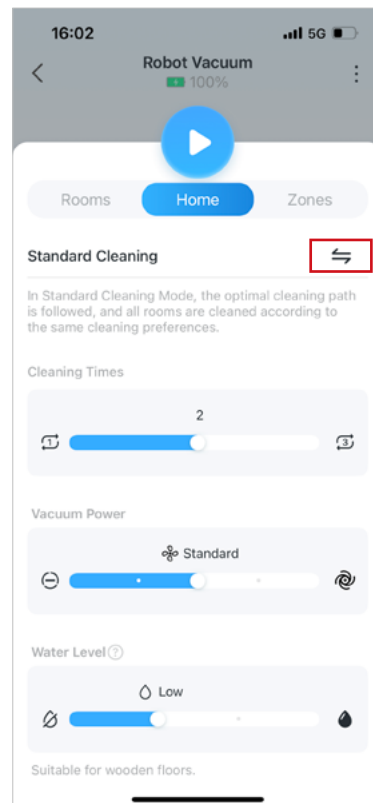 16:02
5G
Robot Vacuum
100%
Rooms
Home
Zones
Standard Cleaning
In Standard Cleaning Mode, the optimal cleaning path
is followed, and all rooms are cleaned according to
the same cleaning preferences.
Cleaning Times
2
1
3
Vacuum Power
Standard
Water Level ?
Low
Suitable for wooden floors.